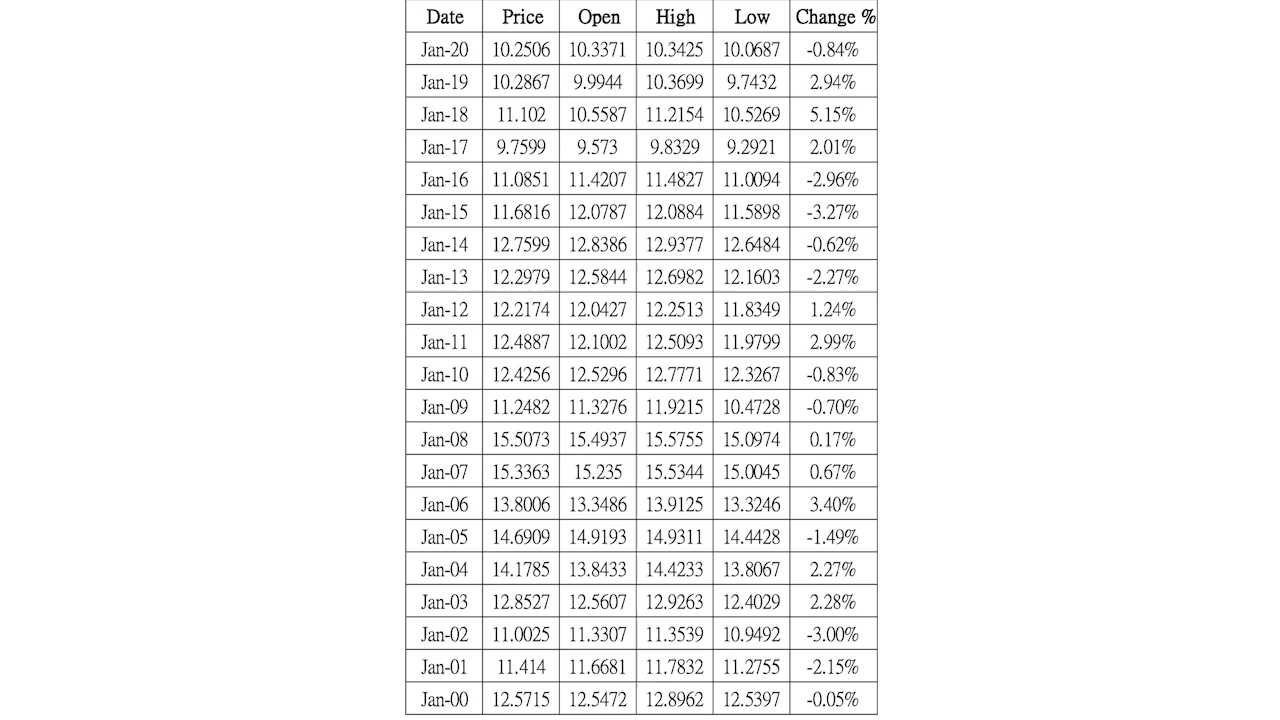 Date Price Open High Low Change %
Jan-20 10.2506 10.3371 10.3425 10.0687 -0.84%
Jan-19 10.2867 9.9944 10.3699 9.7432 2.94%
Jan-18 11.102 10.5587 11.2154 10.5269 5.15%
Jan-17 9.7599 9.573 9.8329 9.2921 2.01%
Jan-16 11.0851 11.4207 11.4827 11.0094 -2.96%
Jan-15 11.6816 12.0787 12.0884 11.5898 -3.27%
Jan-14 12.7599 12.8386 12.9377 12.6484 -0.62%
Jan-13 12.2979 12.5844 12.6982 12.1603 -2.27%
Jan-12 12.2174 12.0427 12.2513 11.8349 1.24%
Jan-11 12.4887 12.1002 12.5093 11.9799 2.99%
Jan-10 12.4256 12.5296 12.7771 12.3267 -0.83%
Jan-09 11.2482 11.3276 11.9215 10.4728 -0.70%
Jan-08 15.5073 15.4937 15.5755 15.0974 0.17%
Jan-07 15.3363 15.235 15.5344 15.0045 0.67%
Jan-06 13.8006 13.3486 13.9125 13.3246 3.40%
Jan-05 14.6909 14.9193 14.9311 14.4428 -1.49%
Jan-04 14.1785 13.8433 14.4233 13.8067 2.27%
Jan-03 12.8527 12.5607 12.9263 12.4029 2.28%
Jan-02 11.0025 11.3307 11.3539 10.9492 -3.00%
Jan-01 11.414 11.6681 11.7832 11.2755 -2.15%
Jan-00 12.5715 12.5472 12.8962 12.5397 -0.05%